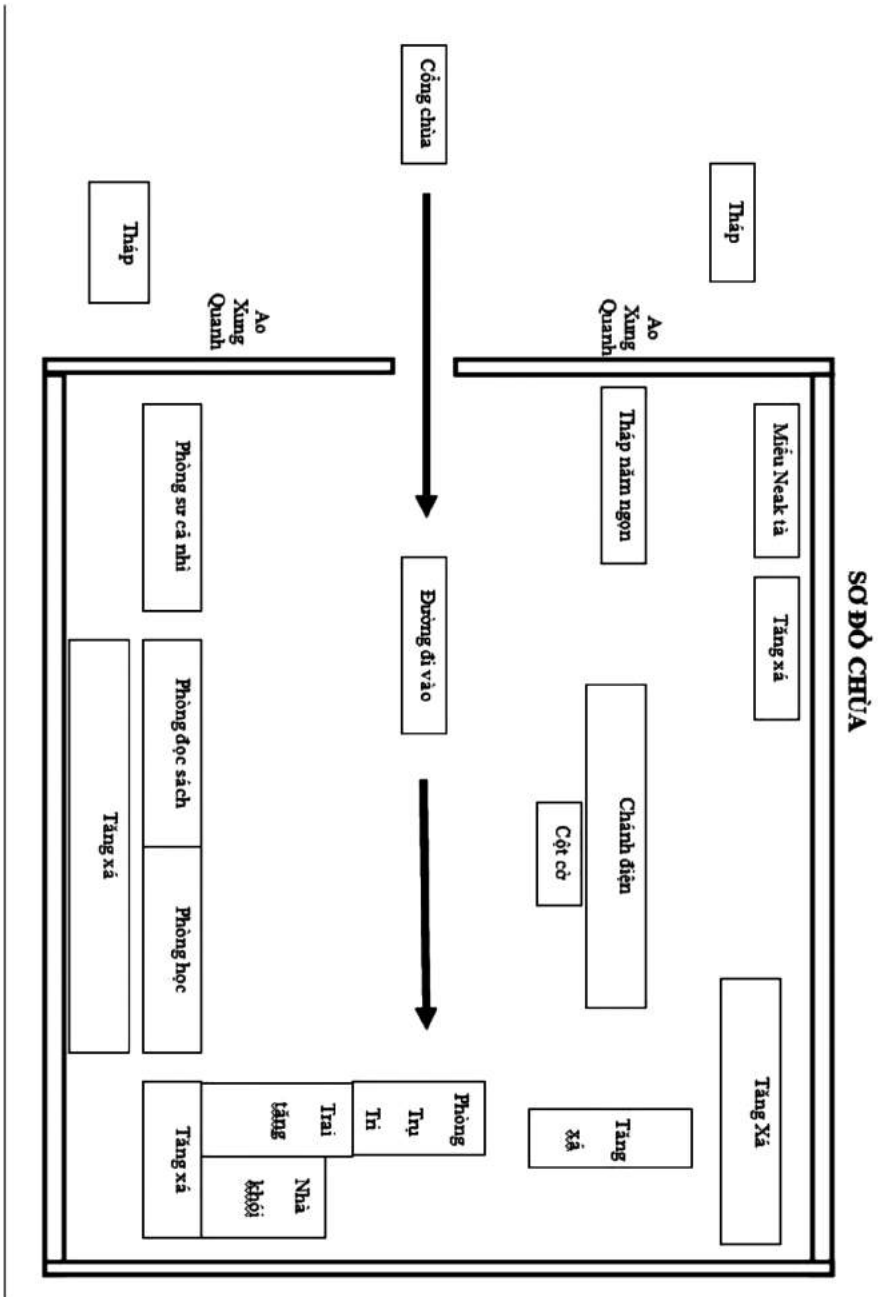 SƠ ĐỒ CHÙA
Miếu Neak tà
Tăng xá
Tăng Xá
Tháp
Ao
Xung
Quanh
Tháp năm ngọn
Chánh điện
Cột cờ
Tăng
xá
Cổng chùa
Đường đi vào
Phòng
Trụ
Trì
Trai
tăng
Nhà
khói
Ao
Xung
Quanh
Tháp
Phòng sư cả nhì
Phòng đọc sách
Phòng học
Tăng xá
Tăng xá